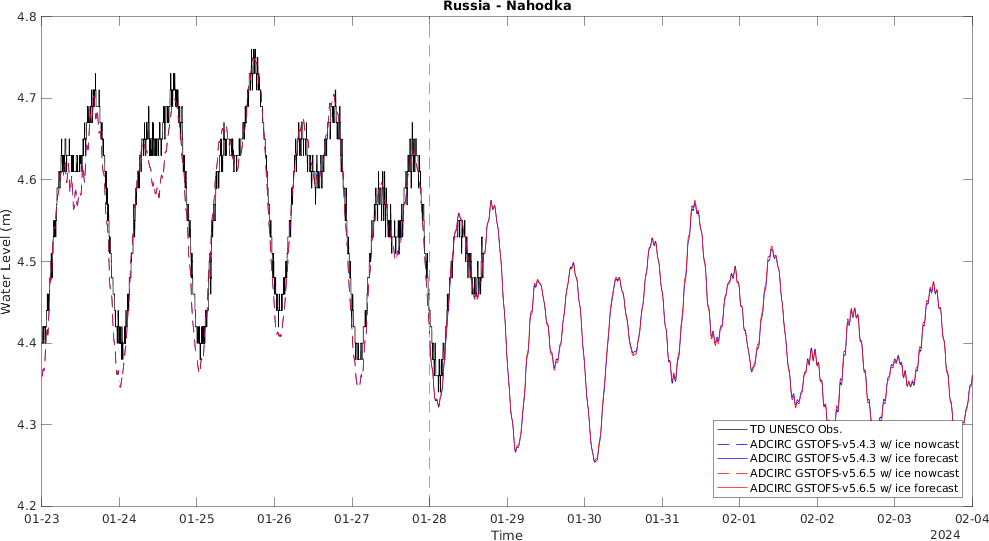 Russia - Nahodka
4.8
4.7
4.6
4.5
4.4
4.3
4.2
Water Level (m)
TD UNESCO Obs.
ADCIRC GSTOFS-v5.4.3 w/ ice nowcast
ADCIRC GSTOFS-v5.4.3 w/ ice forecast
ADCIRC GSTOFS-v5.6.5 w/ ice nowcast
ADCIRC GSTOFS-v5.6.5 w/ ice forecast
01-23 01-24 01-25 01-26 01-27 01-28 01-29 01-30 01-31 02-01 02-02 02-03 02-04
Time
2024